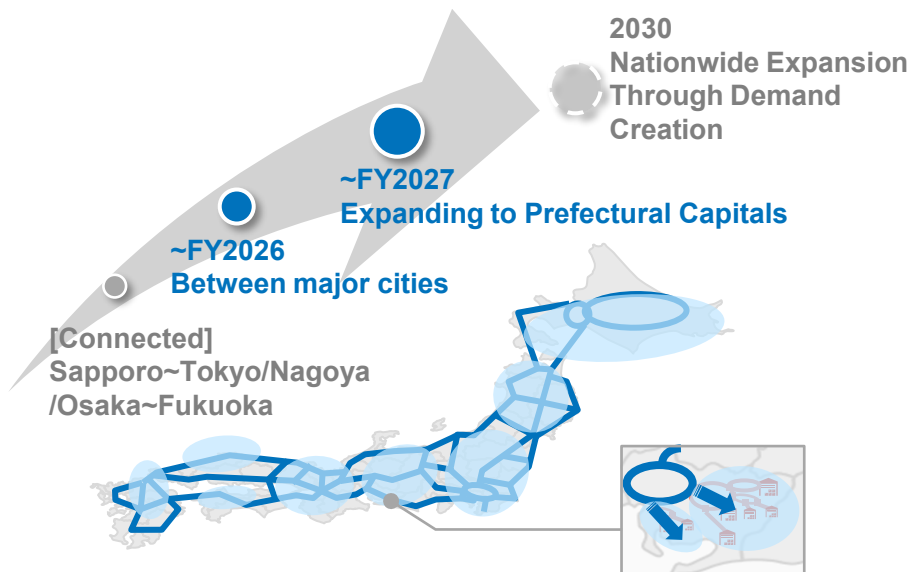 2030
Nationwide Expansion
Through Demand
Creation
~FY2027
Expanding to Prefectural Capitals
~FY2026
Between major cities
[Connected]
Sapporo~Tokyo/Nagoya
/Osaka~Fukuoka